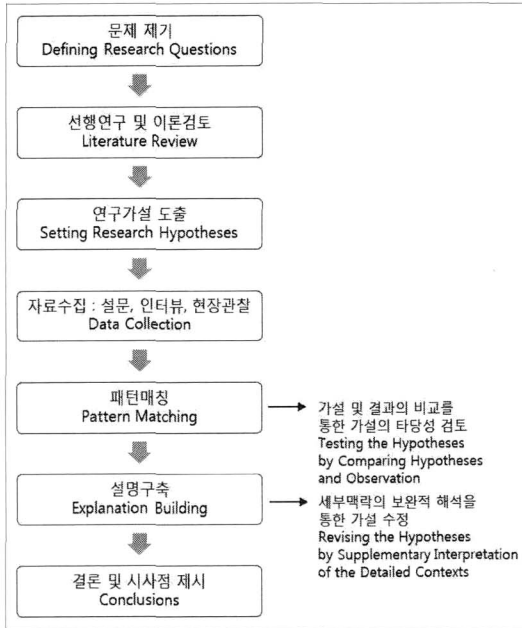 문제 제기
Defining Research Questions
선행연구 및 이론검토
Literature Review
연구가설 도출
Setting Research Hypotheses
자료수집 : 설문, 인터뷰, 현장관찰
Data Collection
패턴매칭
Pattern Matching
가설 및 결과의 비교를
통한 가설의 타당성 검토
Testing the Hypotheses
by Comparing Hypotheses
and Observation
설명구축
Explanation Building
세부맥락의 보완적 해석을
통한 가설 수정
Revising the Hypotheses
by Supplementary Interpretation
of the Detailed Contexts
결론 및 시사점 제시
Conclusions